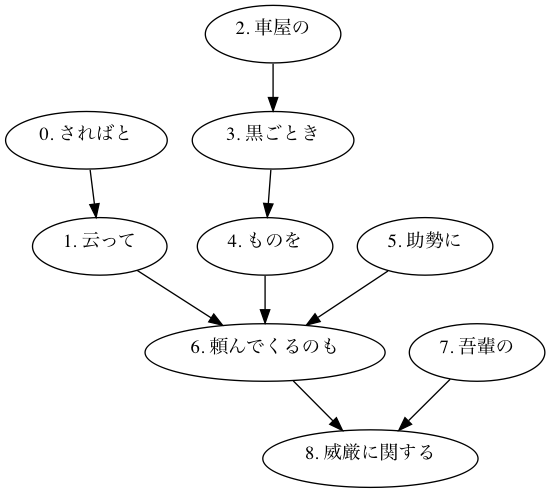 2. 車屋の
0. さればと
3. 黒ごとき
1. 云って
4. ものを
5. 助勢に
6. 頼んでくるのも
7. 吾輩の
8. 威厳に関する